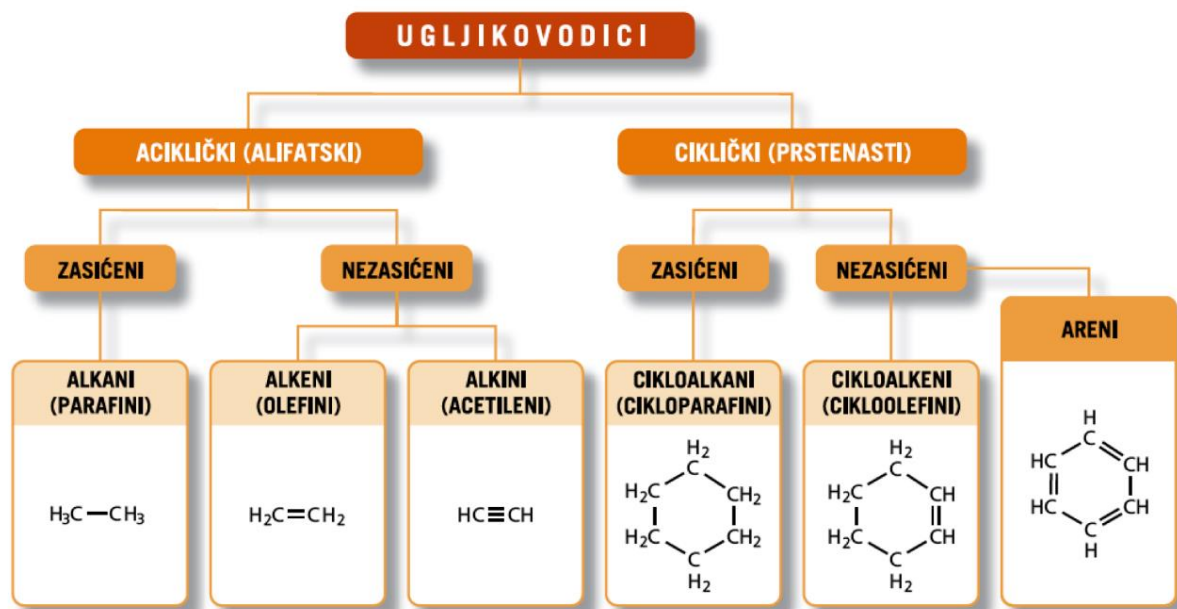 UGLJIKOVODICI
ACIKLIČKI (ALIFATSKI)
CIKLIČKI (PRSTENASTI)
ZASIĆENI
NEZASIĆENI
ZASIĆENI
NEZASIĆENI
ARENI
ALKANI
(PARAFINI)
ALKENI
(OLEFINI)
ALKINI
(ACETILENI)
CIKLOALKANI
(CIKLOPARAFINI)
CIKLOALKENI
(CIKLOOLEFINI)
H₃C—CH₃
H₂C=CH₂
HC≡CH
H₂
C
H₂C CH₂
H₂C CH₂
C
H₂
H₂
C
H₂C CH
H₂C CH
C
H₂
H
C
HC CH
HC CH
C
H